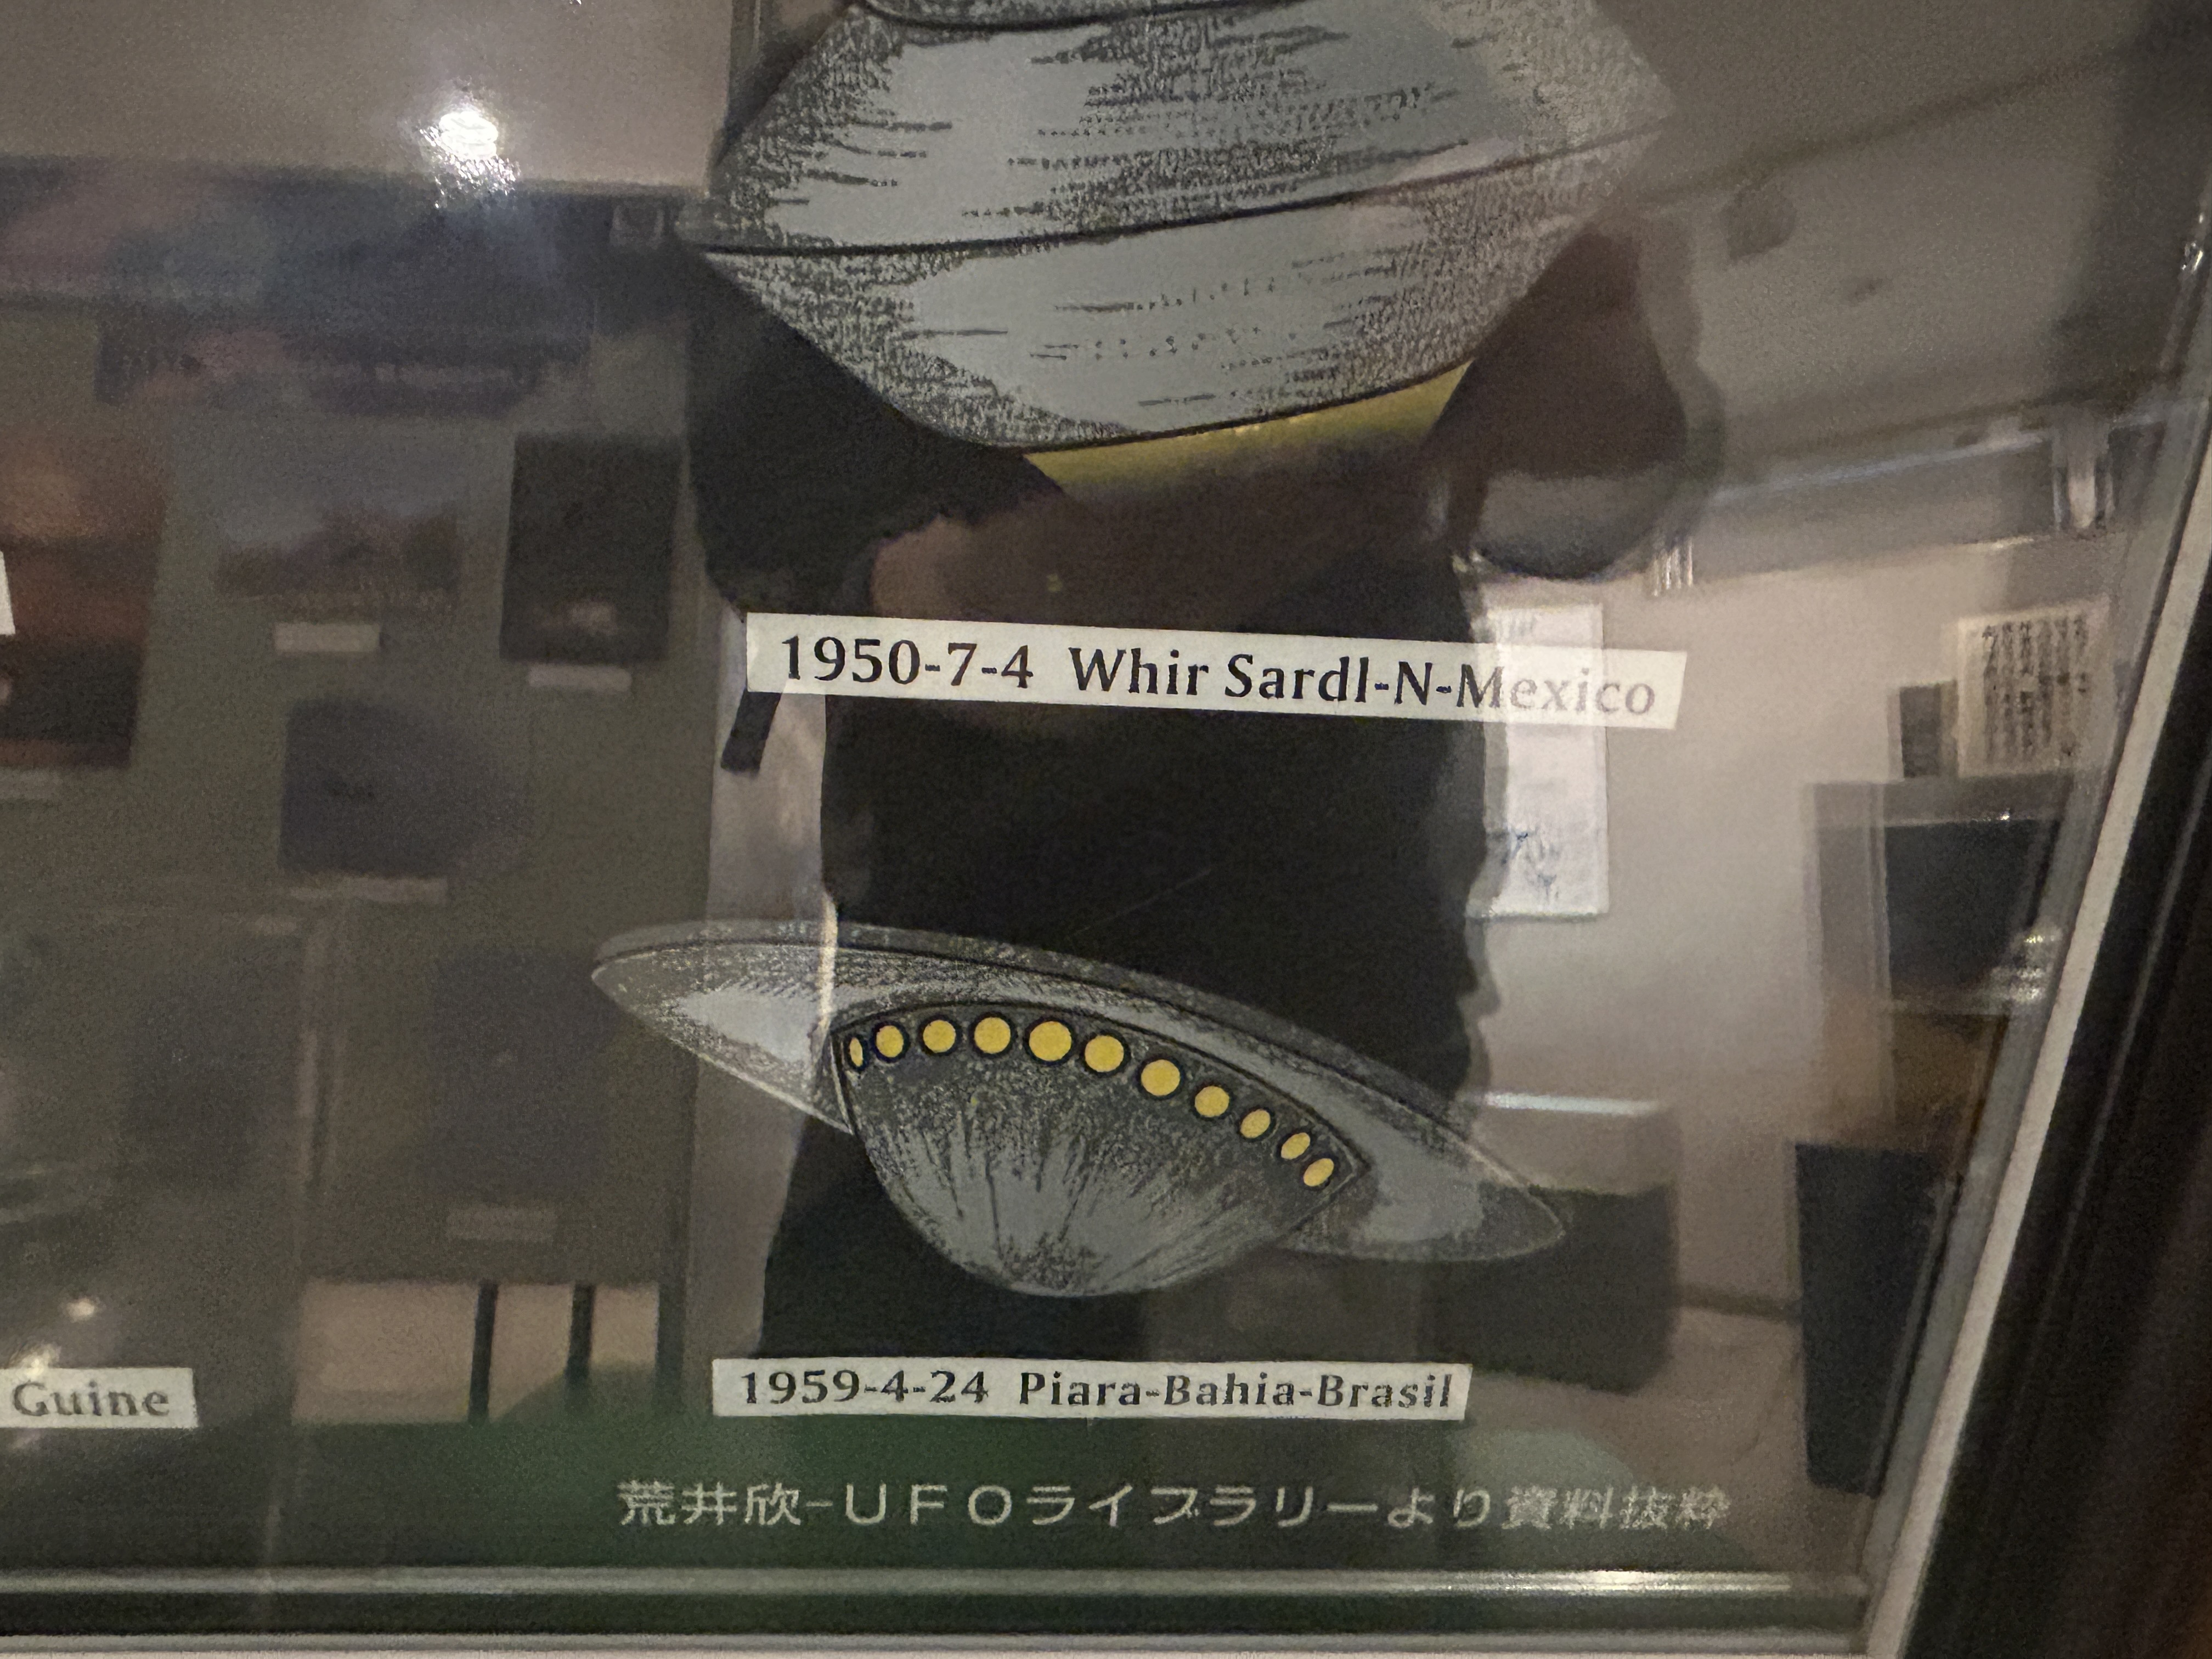 1950-7-4 Whir Sardl-N-Mexico
Guine
1959-4-24 Piara-Bahia-Brasil
荒井欣-UFOライブラリーより資料抜粋